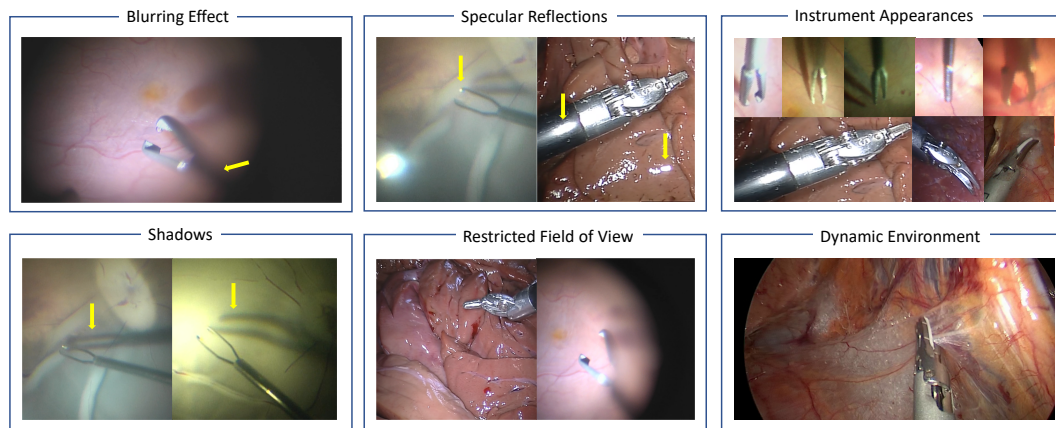 Blurring Effect
Specular Reflections
Instrument Appearances
Shadows
Restricted Field of View
Dynamic Environment